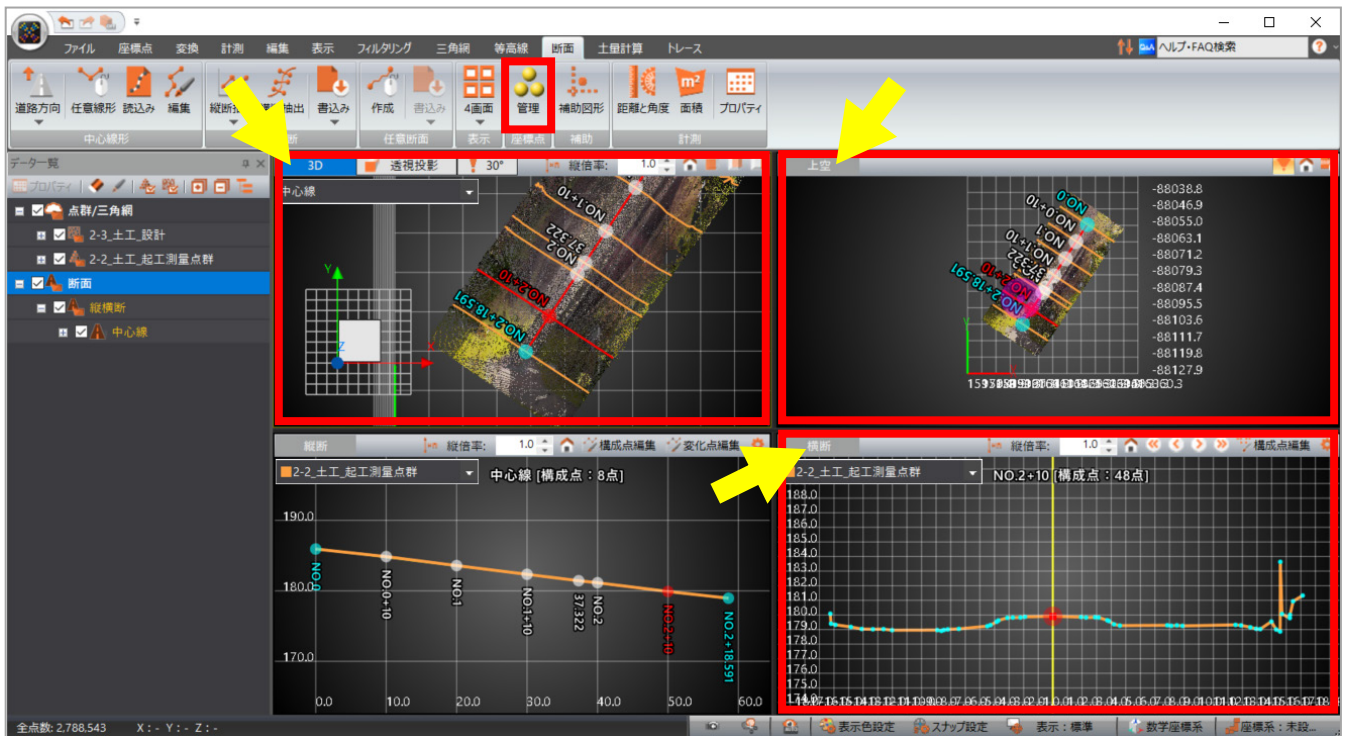 ファイル 座標点 変換 計測 編集 表示 フィルタリング 三角網 等高線 断面 土量計算 トレース Q&A ヘルプ・FAQ検索
道路方向 任意線形 読込み 編集 書込み 作成 書込み 4画面 管理 補助図形 距離と角度 m² 面積 プロパティ
中心線形 任意断面 表示 座標点 補助 計測
データ一覧
プロパティ
点群/三角網
2-3_土工_設計
2-2_土工_起工測量点群
断面
縦横断
中心線
3D 透視投影 30° 縦倍率: 1.0
中心線
NO.1+10
37.322
NO.2
NO.2+10
NO.2+18.591
Y
Z
X
上空
NO.0
NO.0+10
NO.1
NO.1+10
37.322
NO.2+10
NO.2+18.591
-88038.8
-88046.9
-88055.0
-88063.1
-88071.2
-88079.3
-88087.4
-88095.5
-88103.6
-88111.7
-88119.8
-88127.9
縦断 縦倍率: 1.0 構成点編集 変化点編集
2-2_土工_起工測量点群 中心線 [構成点：8点]
190.0
180.0
170.0
NO.0
NO.0+10
NO.1
NO.1+10
37.322
NO.2
NO.2+10
NO.2+18.591
0.0 10.0 20.0 30.0 40.0 50.0 60.0
横断 縦倍率: 1.0 構成点編集
2-2_土工_起工測量点群 NO.2+10 [構成点：48点]
188.0
187.0
186.0
185.0
184.0
183.0
182.0
181.0
180.0
179.0
178.0
177.0
176.0
175.0
174.0
全点数: 2,788,543 X : - Y : - Z : - 表示色設定 スナップ設定 表示：標準 数学座標系 座標系：未設...